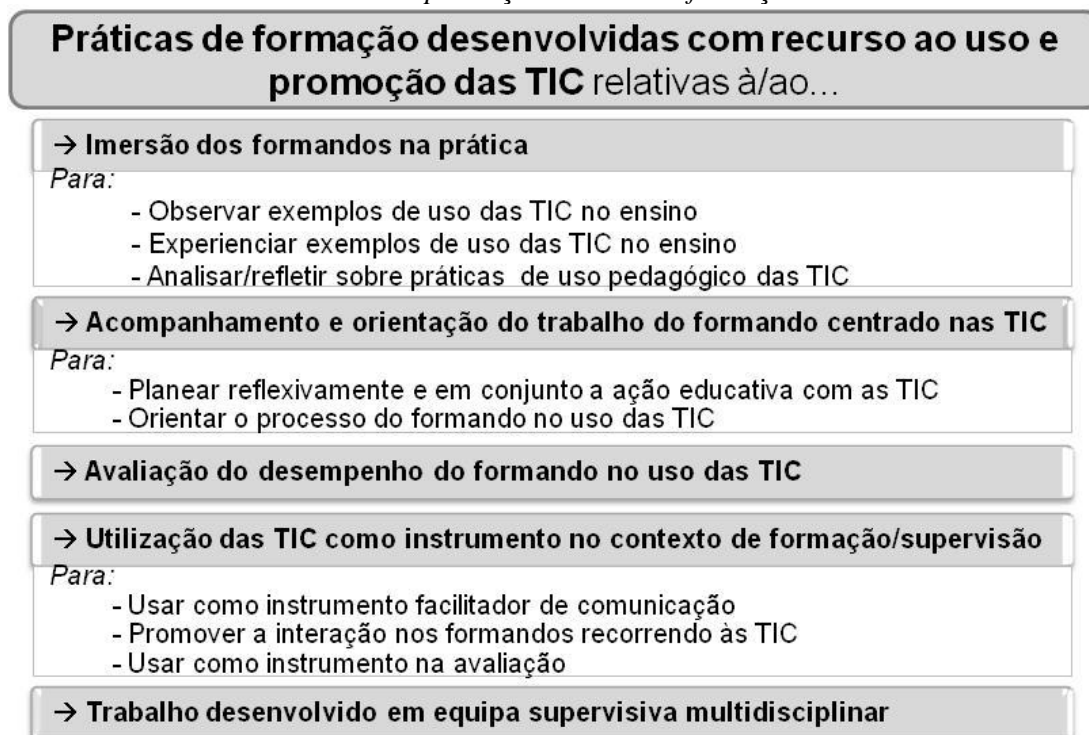 Práticas de formação desenvolvidas com recurso ao uso e
promoção das TIC relativas à/ao...
→ Imersão dos formandos na prática
Para:
- Observar exemplos de uso das TIC no ensino
- Experienciar exemplos de uso das TIC no ensino
- Analisar/refletir sobre práticas de uso pedagógico das TIC
→ Acompanhamento e orientação do trabalho do formando centrado nas TIC
Para:
- Planear reflexivamente e em conjunto a ação educativa com as TIC
- Orientar o processo do formando no uso das TIC
→ Avaliação do desempenho do formando no uso das TIC
→ Utilização das TIC como instrumento no contexto de formação/supervisão
Para:
- Usar como instrumento facilitador de comunicação
- Promover a interação nos formandos recorrendo às TIC
- Usar como instrumento na avaliação
→ Trabalho desenvolvido em equipa supervisiva multidisciplinar